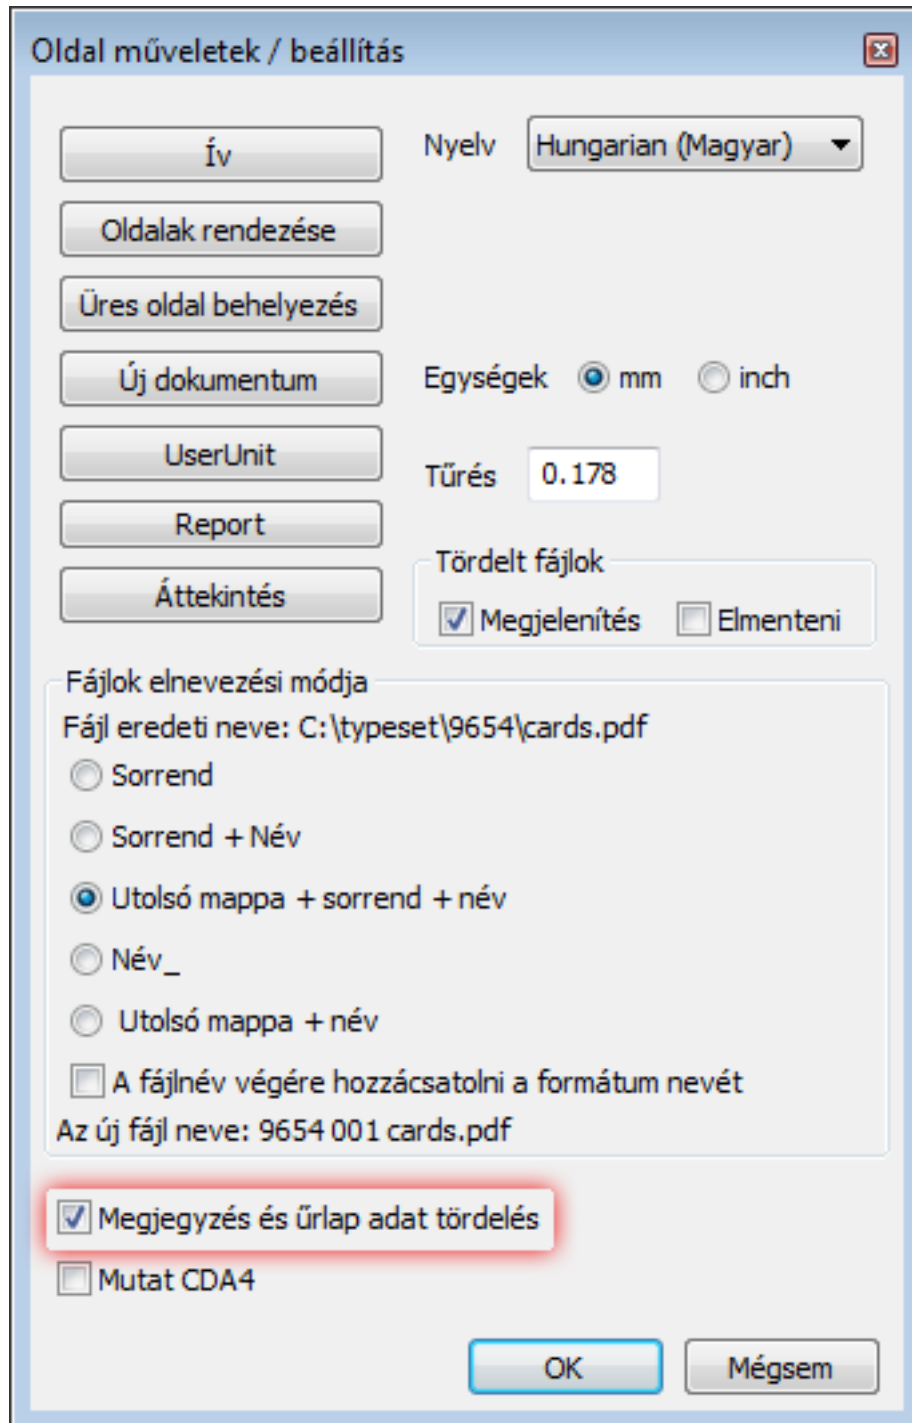 Oldal műveletek / beállítás
Ív
Nyelv Hungarian (Magyar)
Oldalak rendezése
Üres oldal behelyezés
Új dokumentum
Egységek mm inch
UserUnit
Tűrés 0.178
Report
Tördelt fájlok
Áttekintés
Megjelenítés Elmenteni
Fájlok elnevezési módja
Fájl eredeti neve: C:\typeset\9654\cards.pdf
Sorrend
Sorrend + Név
Utolsó mappa + sorrend + név
Név_
Utolsó mappa + név
A fájlnév végére hozzácsatolni a formátum nevét
Az új fájl neve: 9654 001 cards.pdf
Megjegyzés és űrlap adat tördelés
Mutat CDA4
OK Mégsem